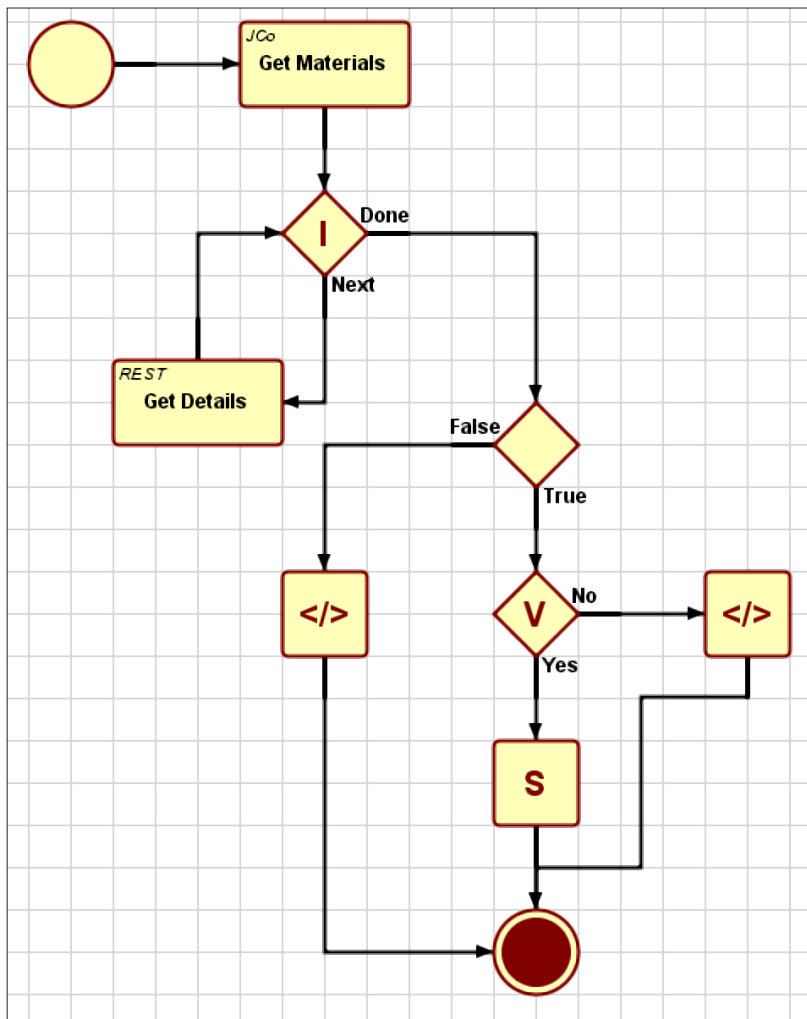 JCo
Get Materials
I
Done
Next
REST
Get Details
False
True
</>
V
No
</>
Yes
S